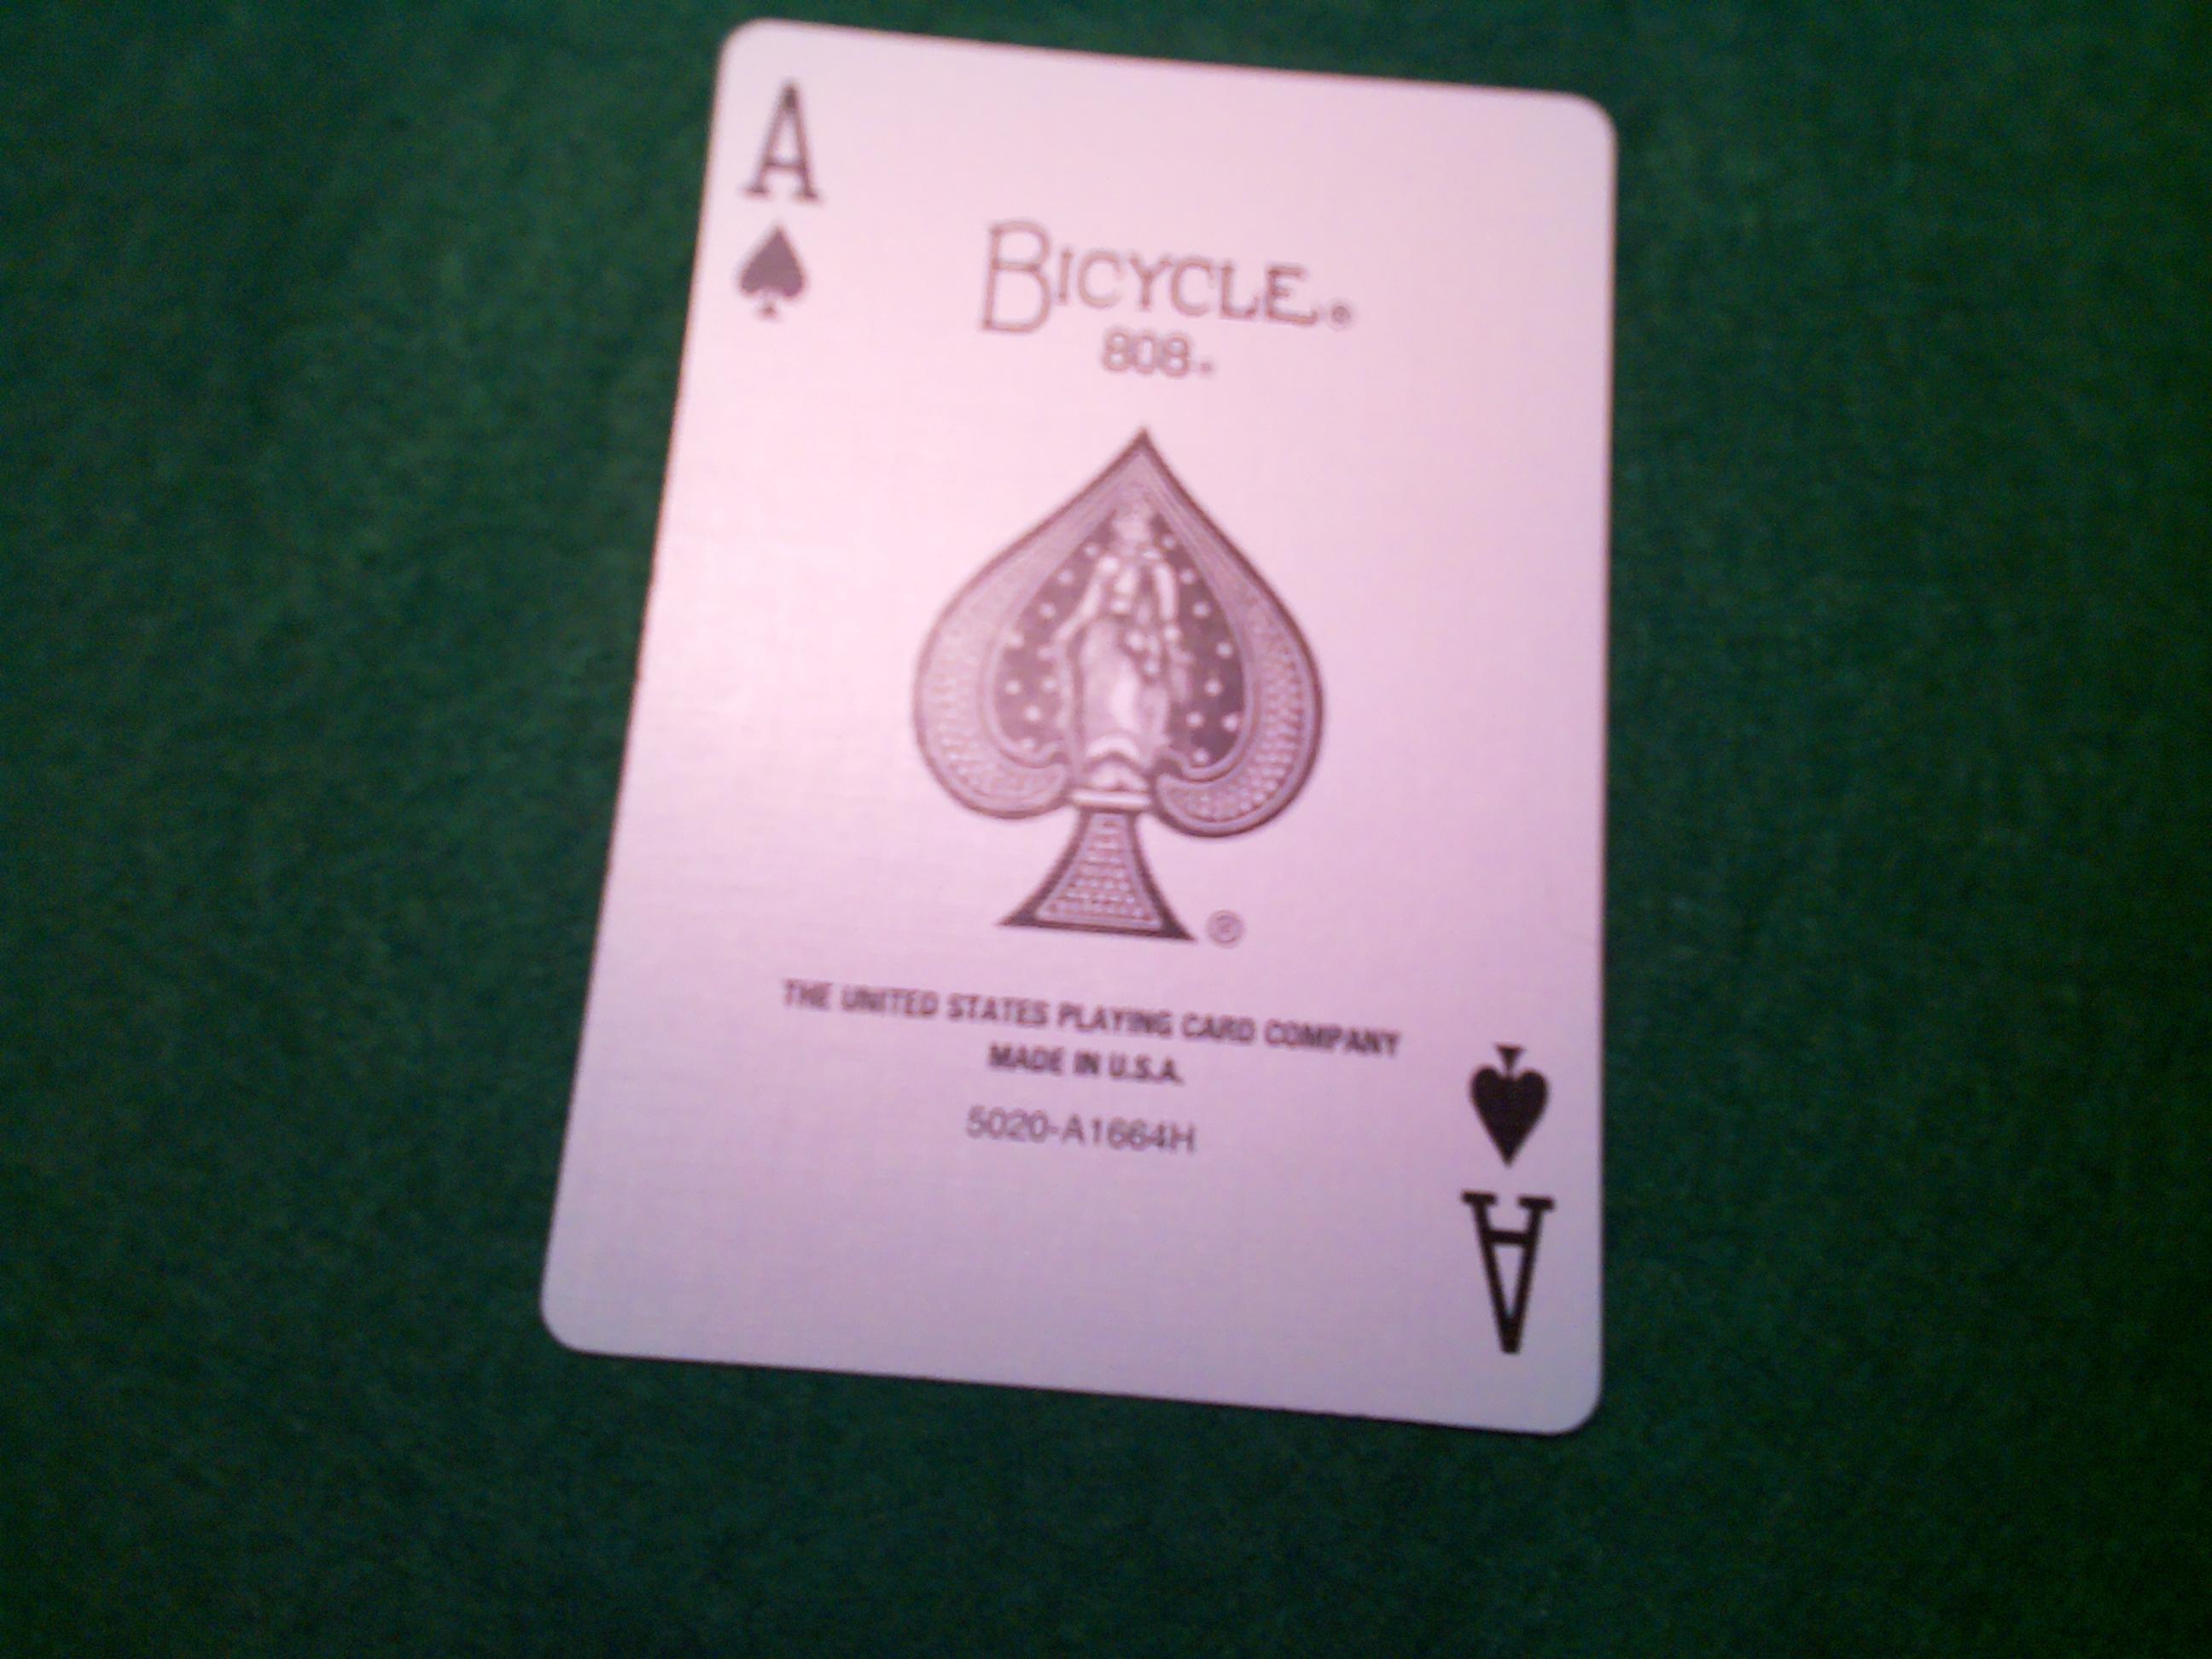 A
BICYCLE®
808®
®
THE UNITED STATES PLAYING CARD COMPANY
MADE IN U.S.A.
5020-A1664H
A